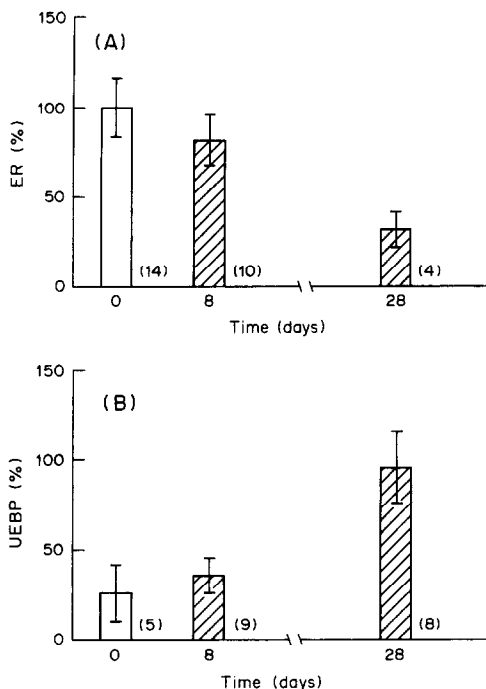 150
(A)
100
ER (%)
50
(14) (10) (4)
0
0 8 28
Time (days)
150
(B)
100
UEBP (%)
50
(5) (9) (8)
0
0 8 28
Time (days)